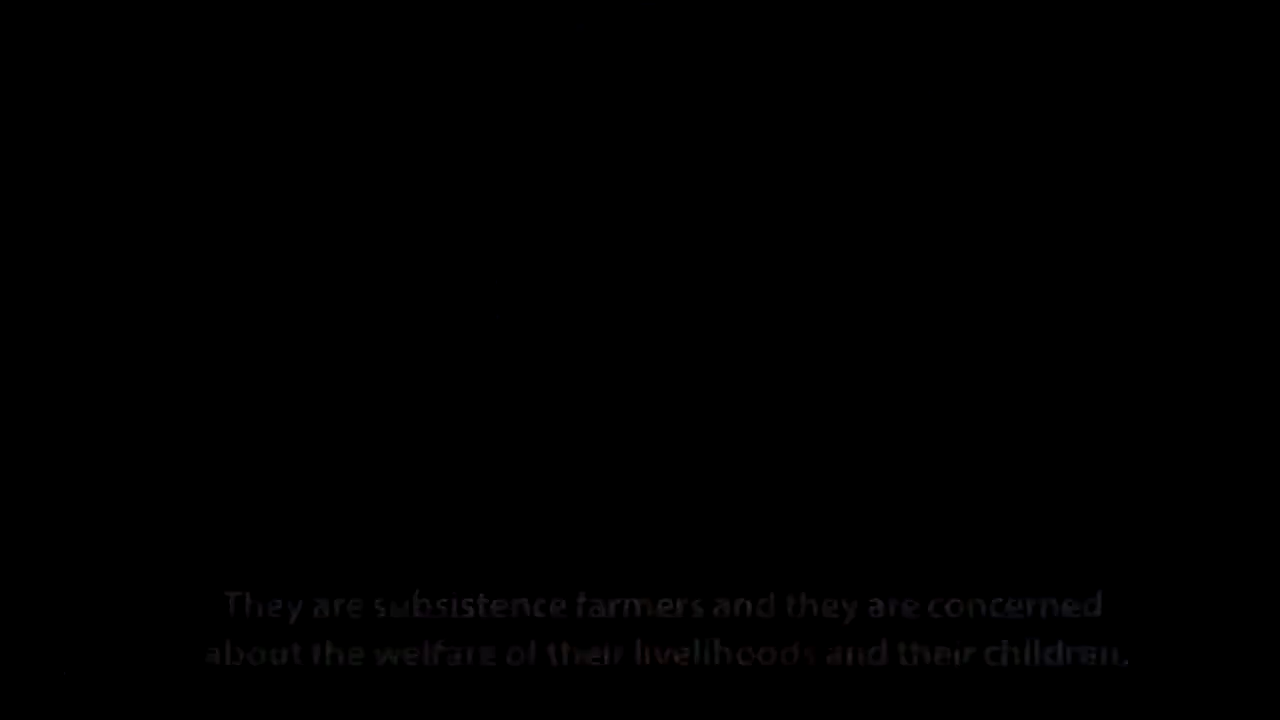 They are subsistence farmers and they are concerned
about the welfare of their livelihoods and their children.